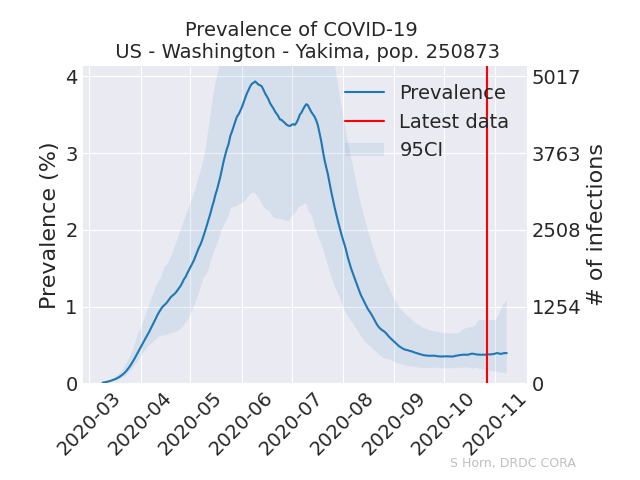 Prevalence of COVID-19
US - Washington - Yakima, pop. 250873
Prevalence
Latest data
95CI
Prevalence (%)
4
3
2
1
0
5017
3763
2508
1254
0
# of infections
2020-03
2020-04
2020-05
2020-06
2020-07
2020-08
2020-09
2020-10
2020-11
S Horn, DRDC CORA